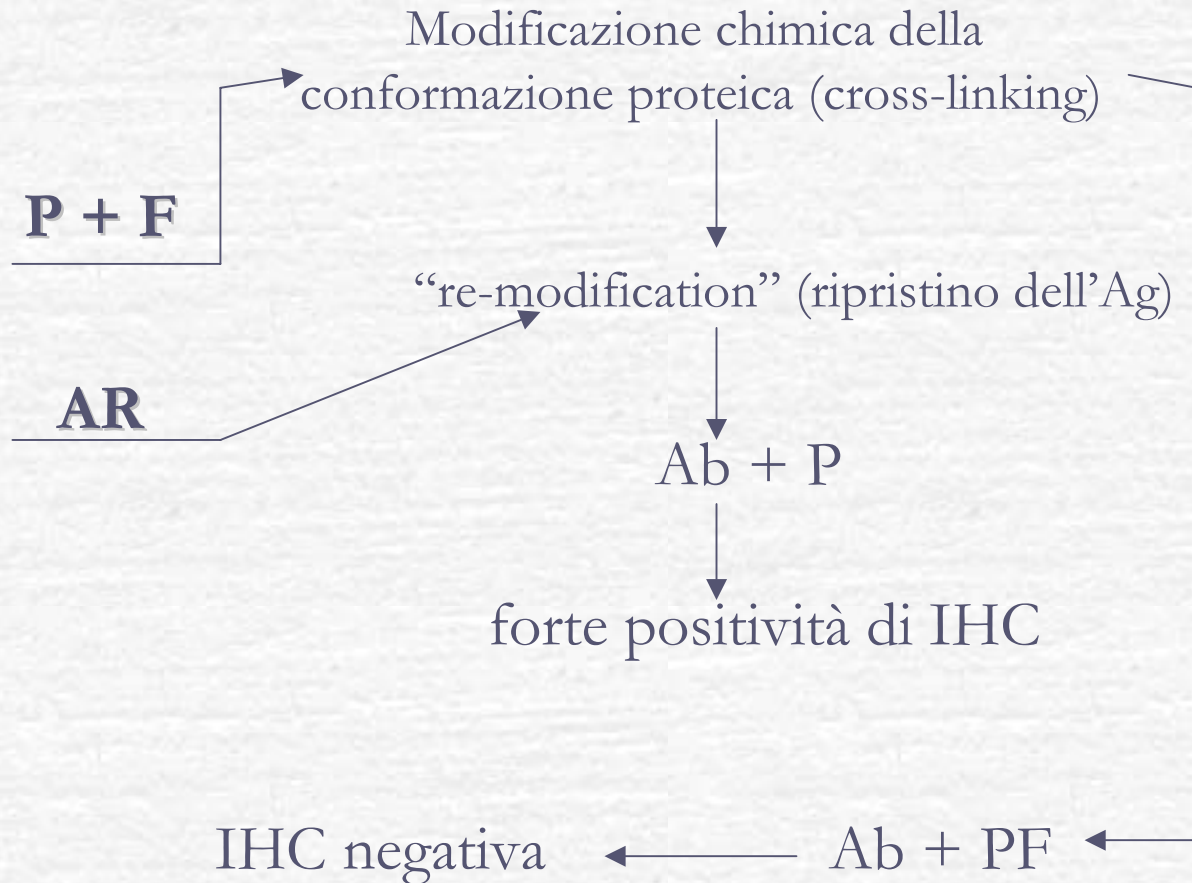 Modificazione chimica della
conformazione proteica (cross-linking)
P + F
“re-modification” (ripristino dell’Ag)
AR
Ab + P
forte positività di IHC
IHC negativa
Ab + PF